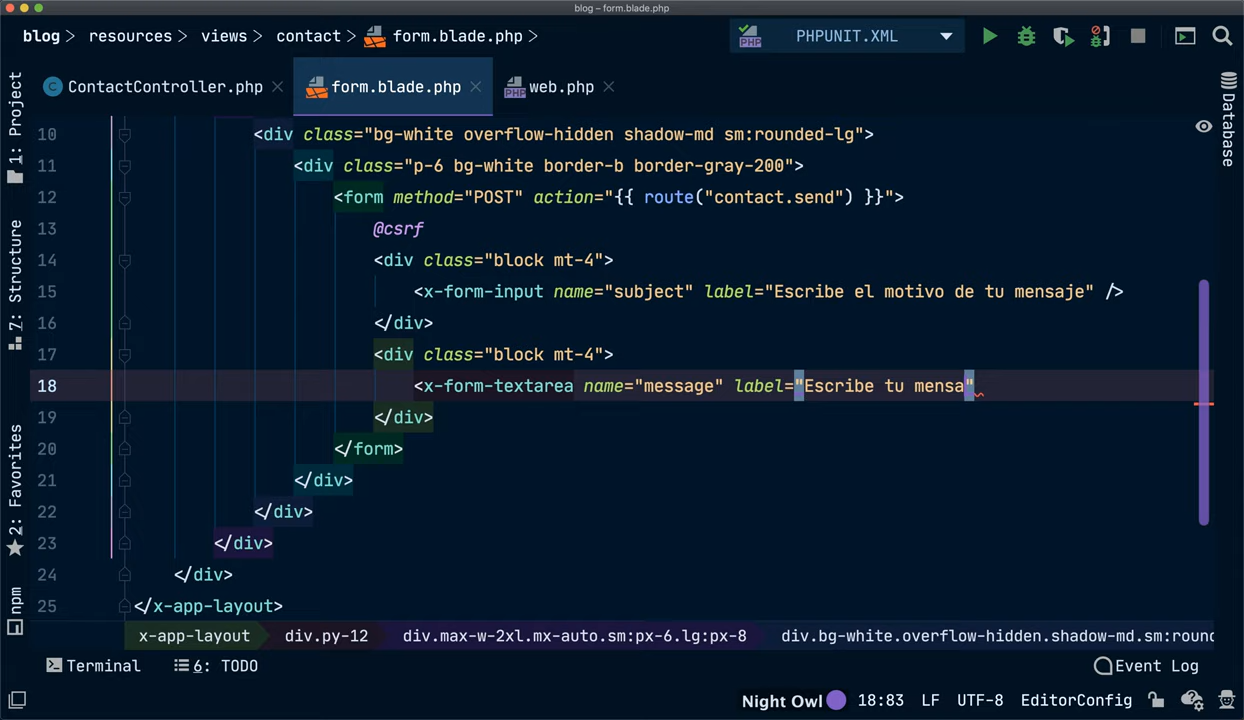 blog – form.blade.php
blog > resources > views > contact > form.blade.php >
PHPUNIT.XML
ContactController.php
form.blade.php
web.php
1: Project
7: Structure
2: Favorites
npm
Database
10 <div class="bg-white overflow-hidden shadow-md sm:rounded-lg">
11 <div class="p-6 bg-white border-b border-gray-200">
12 <form method="POST" action="{{ route("contact.send") }}">
13 @csrf
14 <div class="block mt-4">
15 <x-form-input name="subject" label="Escribe el motivo de tu mensaje" />
16 </div>
17 <div class="block mt-4">
18 <x-form-textarea name="message" label="Escribe tu mensa"
19 </div>
20 </form>
21 </div>
22 </div>
23 </div>
24 </div>
25 </x-app-layout>
x-app-layout div.py-12 div.max-w-2xl.mx-auto.sm:px-6.lg:px-8 div.bg-white.overflow-hidden.shadow-md.sm:round
Terminal 6: TODO Event Log
Night Owl 18:83 LF UTF-8 EditorConfig